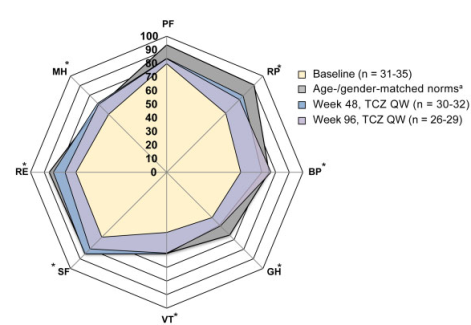 PF
100
90
80
70
60
50
40
30
20
10
0
MH*
RP*
RE*
BP*
* SF
GH*
VT*
Baseline (n = 31-35)
Age-/gender-matched normsᵃ
Week 48, TCZ QW (n = 30-32)
Week 96, TCZ QW (n = 26-29)